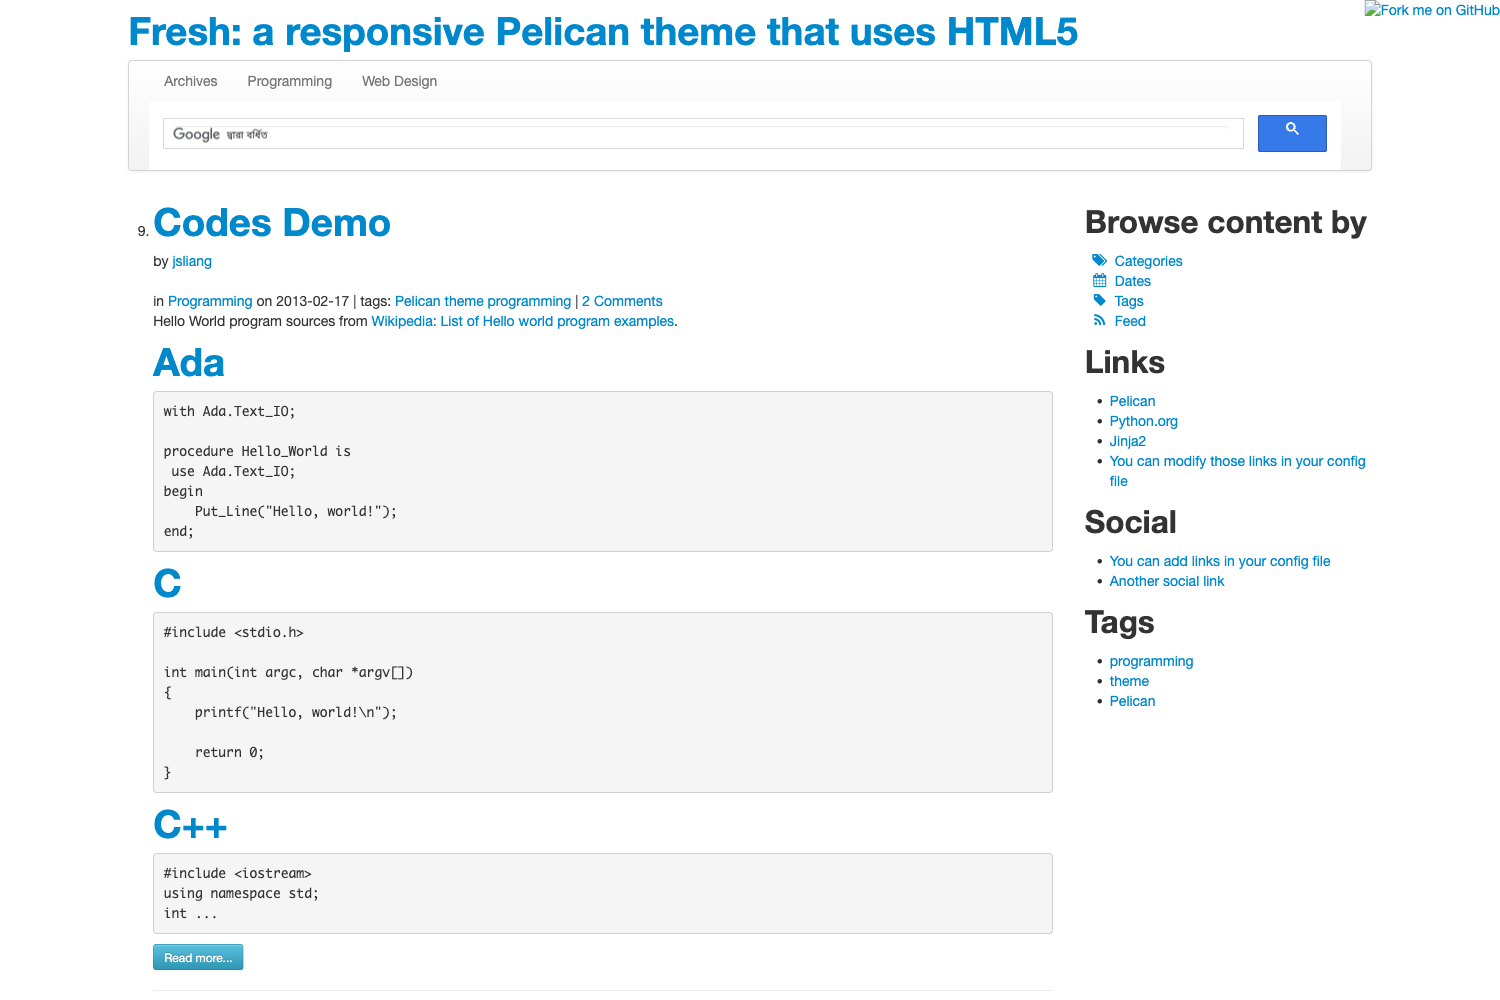 Fork me on GitHub
Fresh: a responsive Pelican theme that uses HTML5
Archives Programming Web Design
Google দ্বারা বর্ধিত
9. Codes Demo
by jsliang
in Programming on 2013-02-17 | tags: Pelican theme programming | 2 Comments
Hello World program sources from Wikipedia: List of Hello world program examples.
Ada
with Ada.Text_IO;
procedure Hello_World is
 use Ada.Text_IO;
begin
    Put_Line("Hello, world!");
end;
C
#include <stdio.h>
int main(int argc, char *argv[])
{
    printf("Hello, world!\n");
    return 0;
}
C++
#include <iostream>
using namespace std;
int ...
Read more...
Browse content by
Categories
Dates
Tags
Feed
Links
• Pelican
• Python.org
• Jinja2
• You can modify those links in your config
file
Social
• You can add links in your config file
• Another social link
Tags
• programming
• theme
• Pelican